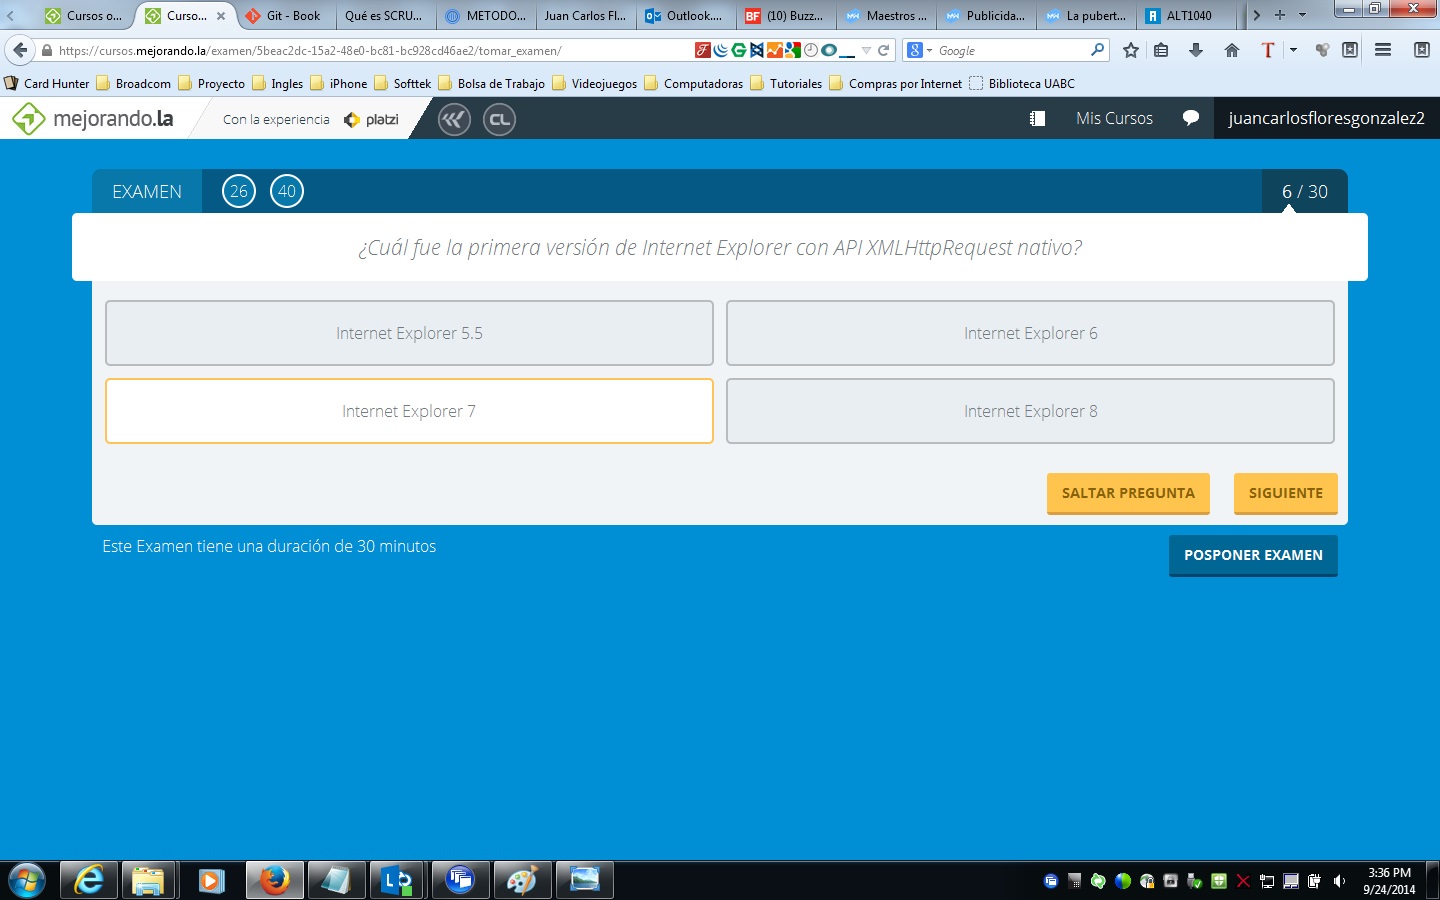 Cursos o...
Curso...
Git - Book
Qué es SCRU...
METODO...
Juan Carlos Fl...
Outlook....
(10) Buzz...
Maestros ...
Publicida...
La pubert...
ALT1040
https://cursos.mejorando.la/examen/5beac2dc-15a2-48e0-bc81-bc928cd46ae2/tomar_examen/
Google
Card Hunter
Broadcom
Proyecto
Ingles
iPhone
Softtek
Bolsa de Trabajo
Videojuegos
Computadoras
Tutoriales
Compras por Internet
Biblioteca UABC
mejorando.la
Con la experiencia
platzi
CL
Mis Cursos
juancarlosfloresgonzalez2
EXAMEN
26
40
6 / 30
¿Cuál fue la primera versión de Internet Explorer con API XMLHttpRequest nativo?
Internet Explorer 5.5
Internet Explorer 6
Internet Explorer 7
Internet Explorer 8
SALTAR PREGUNTA
SIGUIENTE
Este Examen tiene una duración de 30 minutos
POSPONER EXAMEN
3:36 PM
9/24/2014